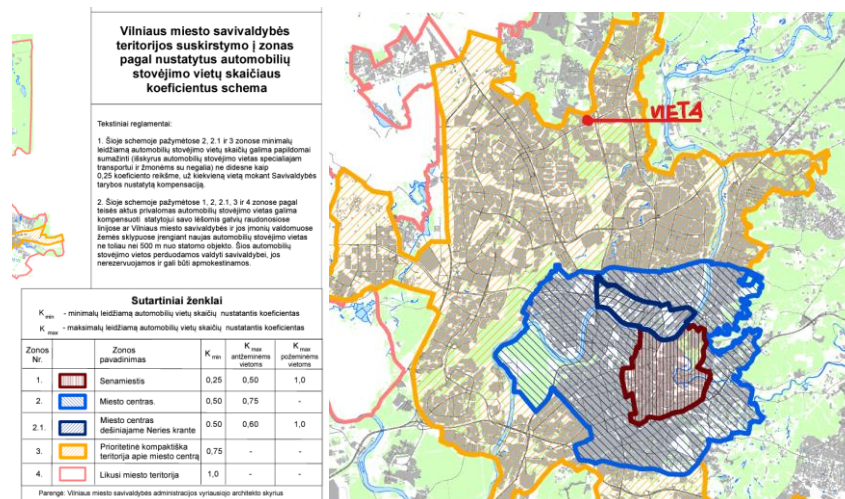 Vilniaus miesto savivaldybės
teritorijos suskirstymo į zonas
pagal nustatytus automobilių
stovėjimo vietų skaičiaus
koeficientus schema
Tekstiniai reglamentai:
1. Šioje schemoje pažymėtose 2, 2.1 ir 3 zonose minimalų
leidžiamą automobilių stovėjimo vietų skaičių galima papildomai
sumažinti (išskyrus automobilių stovėjimo vietas specialiajam
transportui ir žmonėms su negalia) ne didesne kaip
0,25 koeficiento reikšme, už kiekvieną vietą mokant Savivaldybės
tarybos nustatytą kompensaciją.
2. Šioje schemoje pažymėtose 1, 2, 2.1, 3 ir 4 zonose pagal
teisės aktus privalomas automobilių stovėjimo vietas galima
kompensuoti statytojui savo lėšomis gatvių raudonosiose
linijose ar Vilniaus miesto savivaldybės ir jos įmonių valdomuose
žemės sklypuose įrengiant naujas automobilių stovėjimo vietas
ne toliau nei 500 m nuo statomo objekto. Šios automobilių
stovėjimo vietos perduodamos valdyti savivaldybei, jos
nerezervuojamos ir gali būti apmokestinamos.
Sutartiniai ženklai
K min - minimalų leidžiamą automobilių vietų skaičių nustatantis koeficientas
K max - maksimalų leidžiamą automobilių vietų skaičių nustatantis koeficientas
Zonos Nr. Zonos pavadinimas K min K max antžeminėms vietoms K max požeminėms vietoms
1. Senamiestis 0,25 0,50 1,0
2. Miesto centras. 0,50 0,75 -
2.1. Miesto centras dešiniajame Neries krante 0.50 0,60 1,0
3. Prioritetinė kompaktiška teritorija apie miesto centrą 0,75 - -
4. Likusi miesto teritorija 1,0 - -
Parengė: Vilniaus miesto savivaldybės administracijos vyriausiojo architekto skyrius
VIETA